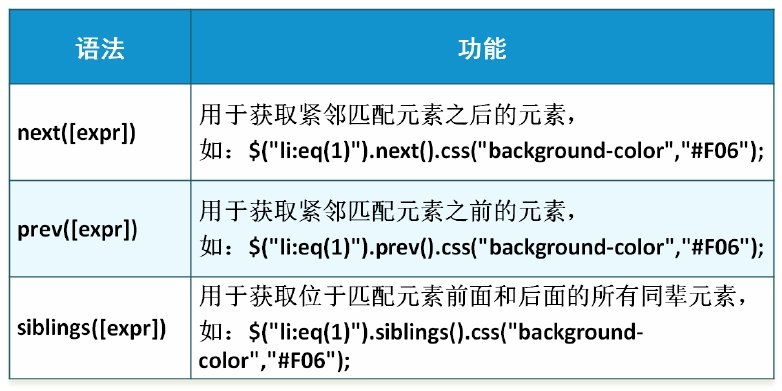 语法
功能
next([expr])
用于获取紧邻匹配元素之后的元素，
如：$("li:eq(1)").next().css("background-color","#F06");
prev([expr])
用于获取紧邻匹配元素之前的元素，
如：$("li:eq(1)").prev().css("background-color","#F06");
siblings([expr])
用于获取位于匹配元素前面和后面的所有同辈元素，
如：$("li:eq(1)").siblings().css("background-
color","#F06");